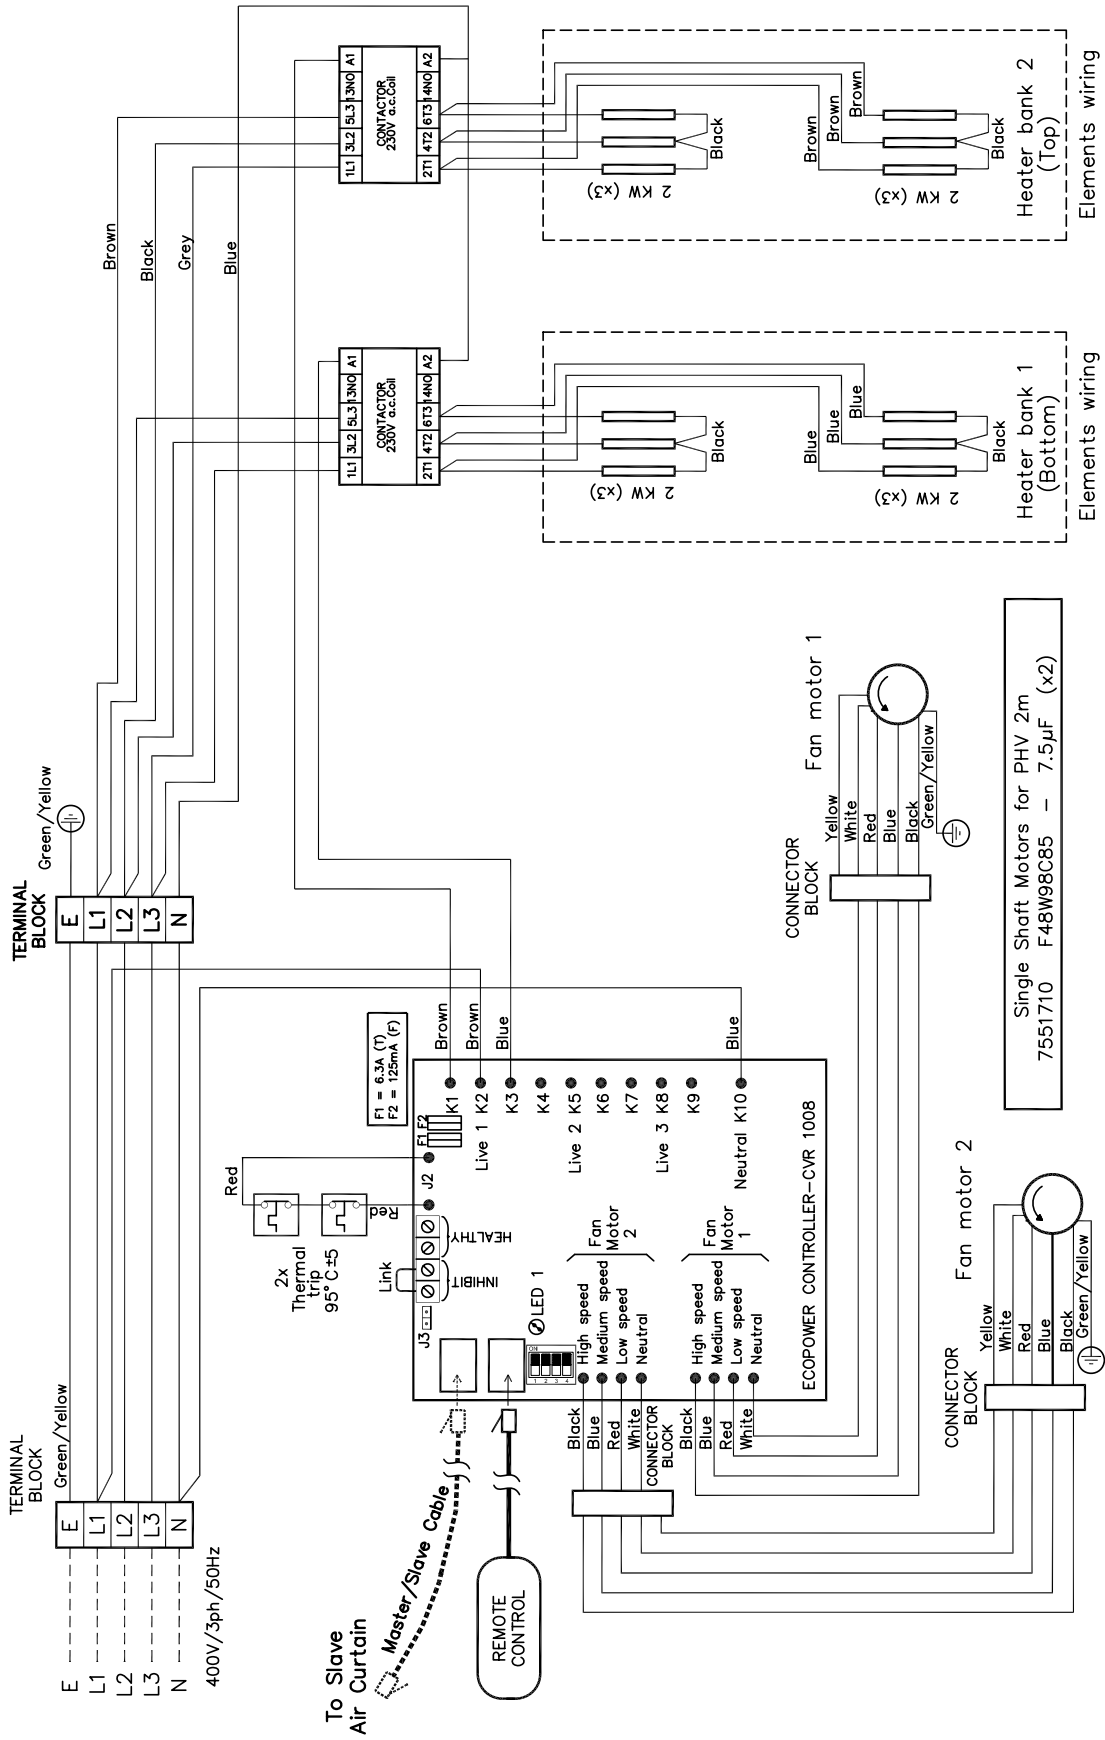 TERMINAL
BLOCK
E
L1
L2
L3
N
400V/3ph/50Hz
E
L1
L2
L3
N
Green/Yellow
TERMINAL
BLOCK
E
L1
L2
L3
N
Green/Yellow
Brown
Black
Grey
Blue
To Slave
Air Curtain
Master/Slave Cable
REMOTE
CONTROL
2x
Thermal
trip
95°C±5
Red
Red
Link
J3
INHIBIT
HEALTHY
J2
F1
F2
F1 = 6.3A (T)
F2 = 125mA (F)
LED 1
ON
1 2 3 4
K1
Live 1 K2
K3
K4
Live 2 K5
K6
K7
Live 3 K8
K9
Neutral K10
Brown
Brown
Blue
Blue
High speed
Medium speed
Low speed
Neutral
Fan
Motor
2
High speed
Medium speed
Low speed
Neutral
Fan
Motor
1
ECOPOWER CONTROLLER-CVR 1008
Black
Blue
Red
White
CONNECTOR
BLOCK
Black
Blue
Red
White
CONNECTOR
BLOCK
Yellow
White
Red
Blue
Black
Green/Yellow
Fan motor 2
CONNECTOR
BLOCK
Yellow
White
Red
Blue
Black
Green/Yellow
Fan motor 1
Single Shaft Motors for PHV 2m
7551710 F48W98C85 – 7.5µF (x2)
1L1 3L2 5L3 13NO A1
CONTACTOR
230V a.c.Coil
2T1 4T2 6T3 14NO A2
2 KW (x3)
Black
Blue
Blue
Blue
2 KW (x3)
Black
Heater bank 1
(Bottom)
Elements wiring
1L1 3L2 5L3 13NO A1
CONTACTOR
230V a.c.Coil
2T1 4T2 6T3 14NO A2
2 KW (x3)
Black
Brown
Brown
Brown
2 KW (x3)
Black
Heater bank 2
(Top)
Elements wiring